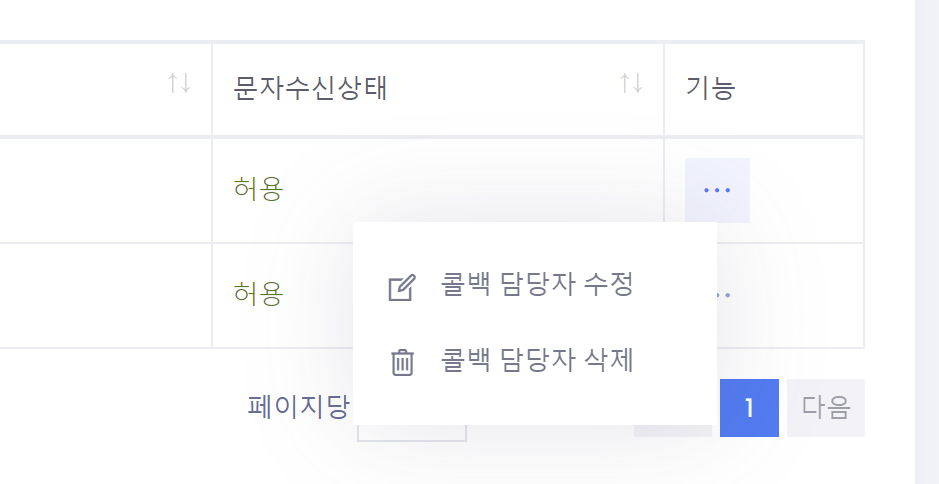 문자수신상태
기능
허용
...
콜백 담당자 수정
허용
콜백 담당자 삭제
페이지당
1
다음